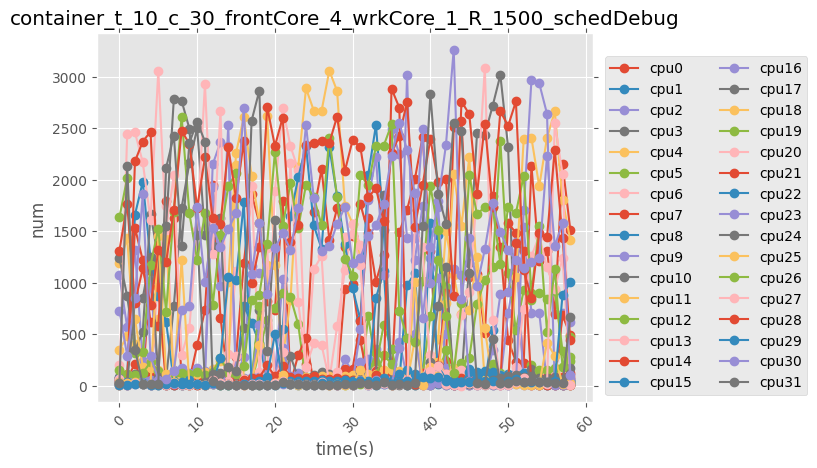 container_t_10_c_30_frontCore_4_wrkCore_1_R_1500_schedDebug
num
3000
2500
2000
1500
1000
500
0
0
10
20
30
40
50
60
time(s)
cpu0
cpu1
cpu2
cpu3
cpu4
cpu5
cpu6
cpu7
cpu8
cpu9
cpu10
cpu11
cpu12
cpu13
cpu14
cpu15
cpu16
cpu17
cpu18
cpu19
cpu20
cpu21
cpu22
cpu23
cpu24
cpu25
cpu26
cpu27
cpu28
cpu29
cpu30
cpu31